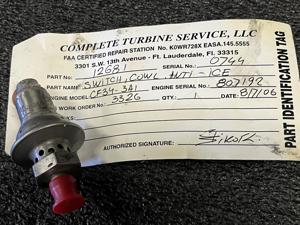 COMPLETE TURBINE SERVICE, LLC
FAA CERTIFIED REPAIR STATION No. K0WR728X EASA.145.5555
3301 S.W. 13th Avenue - Ft. Lauderdale, Fl. 33315
PART NO: 12681 SERIAL NO.: 0744
PART NAME: SWITCH, COWL ANTI-ICE
ENGINE MODEL: CF34-3A1 ENGINE SERIAL: 807192
WORK ORDER NO.: 3326 QTY.: 1 DATE: 8/7/06
AUTHORIZED SIGNATURE:
PART IDENTIFICATION TAG